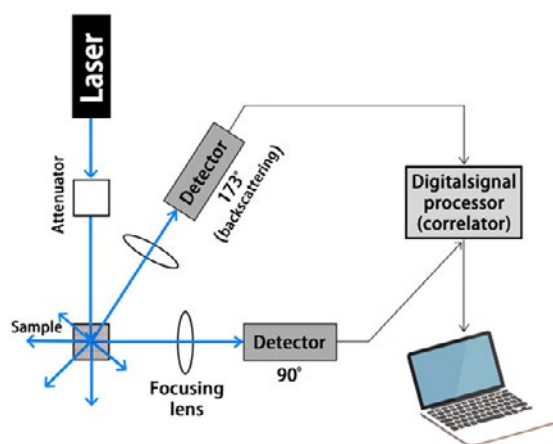 Laser
Attenuator
Detector
173°
(backscattering)
Digitalsignal
processor
(correlator)
Sample
Detector
90°
Focusing
lens